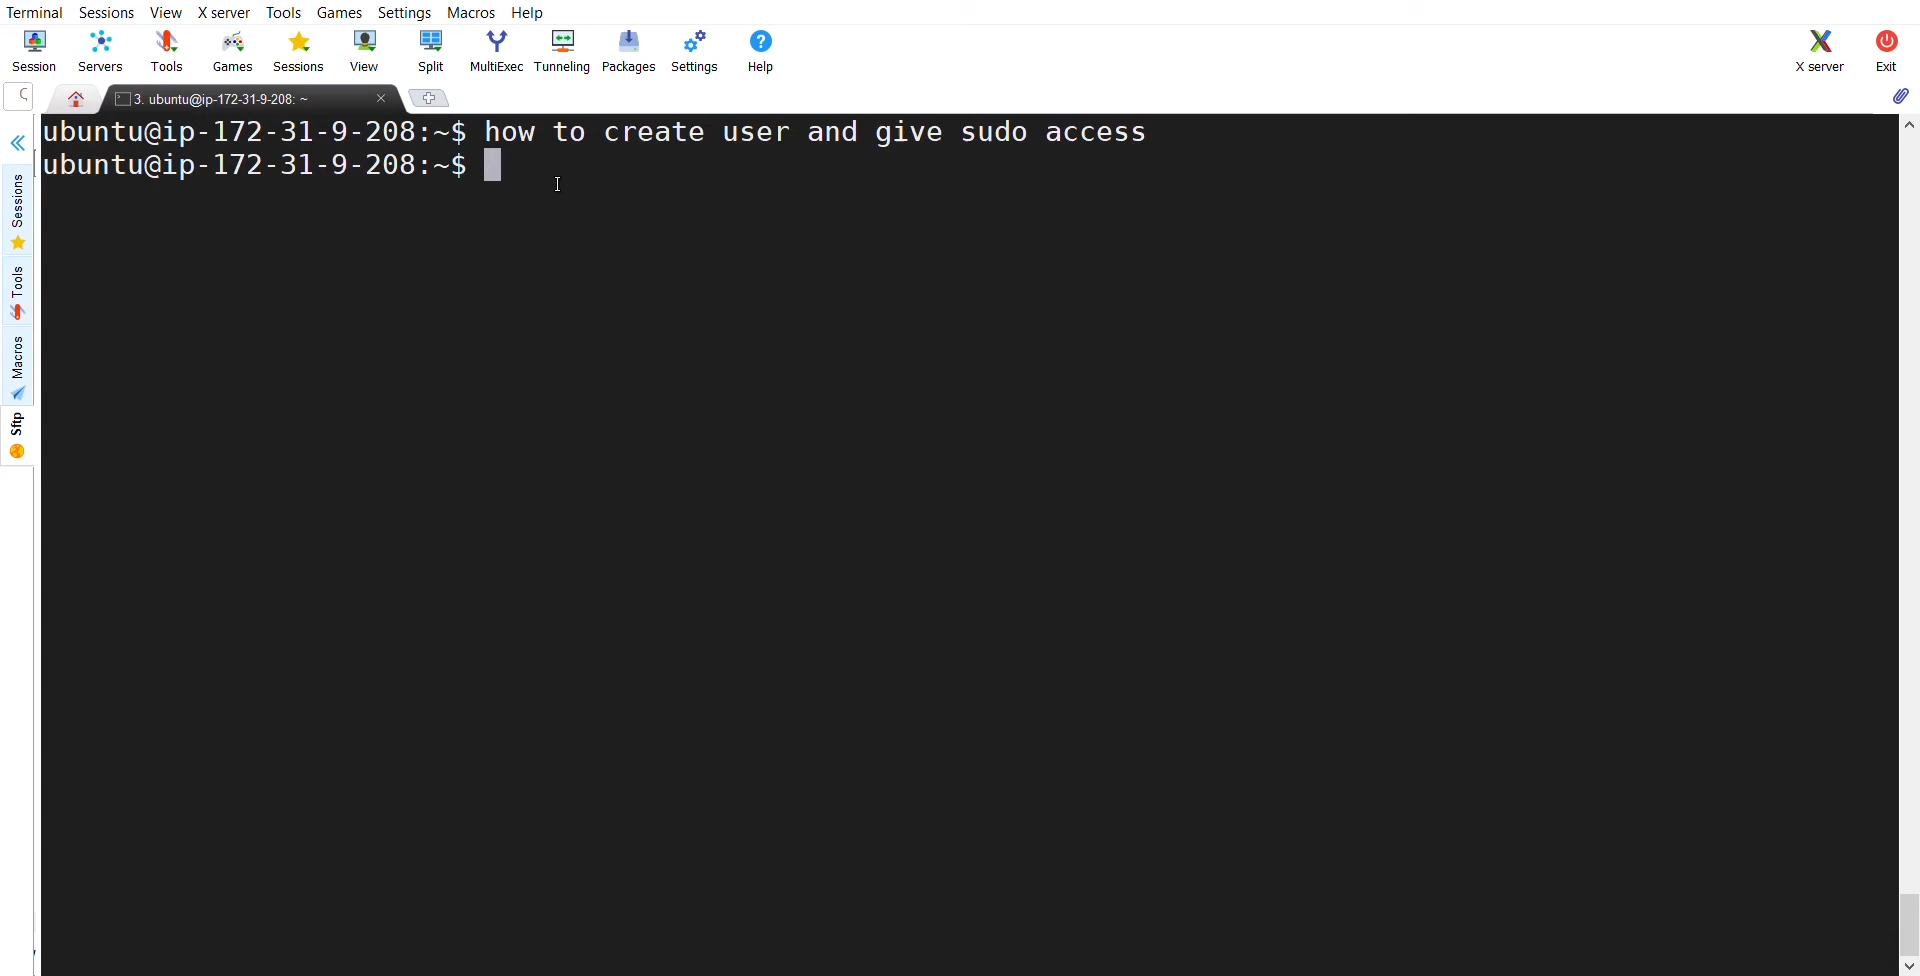 Terminal Sessions View X server Tools Games Settings Macros Help
Session Servers Tools Games Sessions View Split MultiExec Tunneling Packages Settings Help X server Exit
3. ubuntu@ip-172-31-9-208: ~
ubuntu@ip-172-31-9-208:~$ how to create user and give sudo access
ubuntu@ip-172-31-9-208:~$
Sessions
Tools
Macros
Sftp